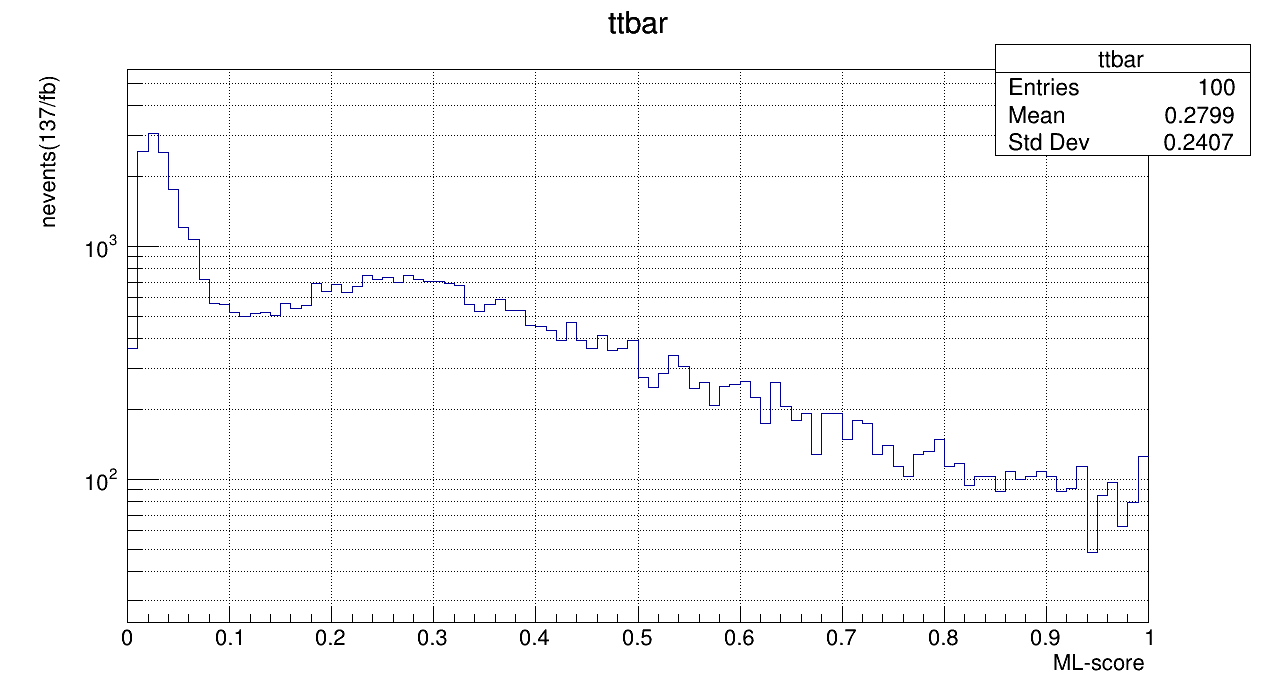 ttbar
ttbar
Entries 100
Mean 0.2799
Std Dev 0.2407
nevents(137/fb)
10³
10²
0 0.1 0.2 0.3 0.4 0.5 0.6 0.7 0.8 0.9 1
ML-score